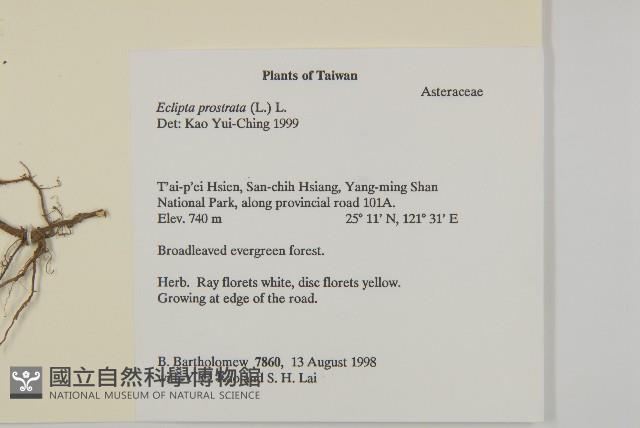 Plants of Taiwan
Asteraceae
Eclipta prostrata (L.) L.
Det: Kao Yui-Ching 1999
T'ai-p'ei Hsien, San-chih Hsiang, Yang-ming Shan
National Park, along provincial road 101A.
Elev. 740 m 25° 11' N, 121° 31' E
Broadleaved evergreen forest.
Herb. Ray florets white, disc florets yellow.
Growing at edge of the road.
B. Bartholomew 7860, 13 August 1998
and S. H. Lai
國立自然科學博物館
NATIONAL MUSEUM OF NATURAL SCIENCE